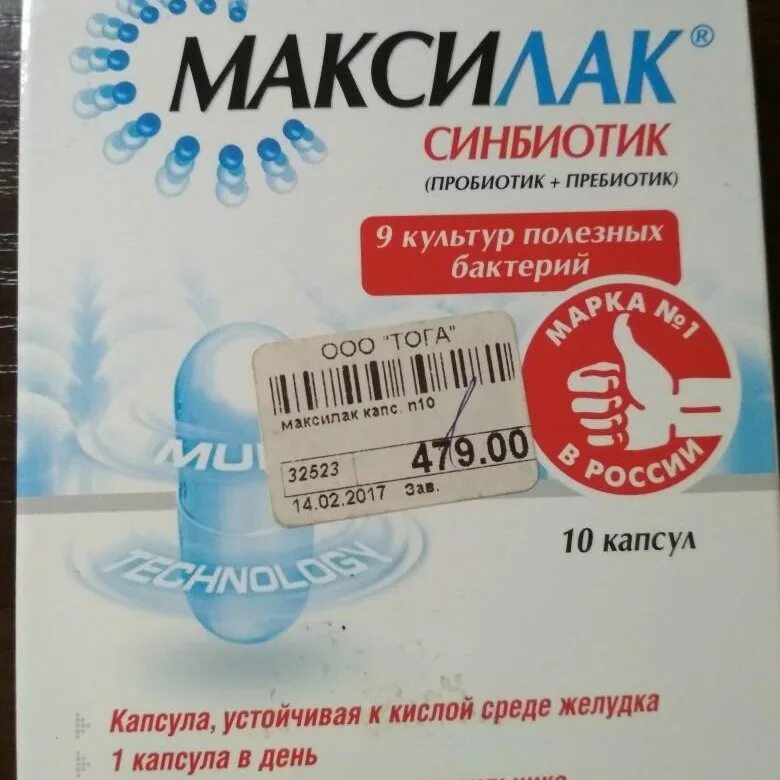 МАКСИЛАК®
СИНБИОТИК
(ПРОБИОТИК + ПРЕБИОТИК)
9 культур полезных
бактерий
МАРКА №1
В РОССИИ
ООО "ТОГА"
максилак капс. n10
32523
479.00
14.02.2017 Зав.
TECHNOLOGY
10 капсул
Капсула, устойчивая к кислой среде желудка
1 капсула в день